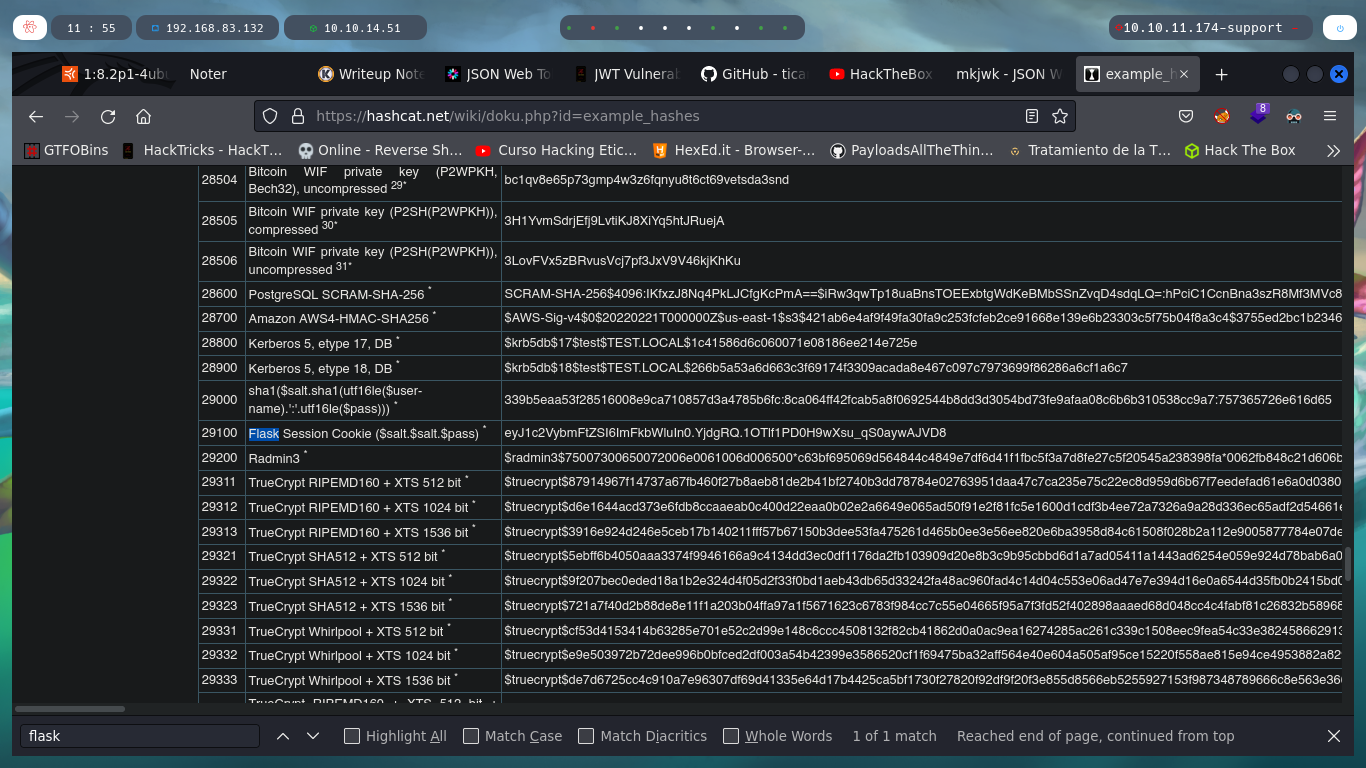 11 : 55
192.168.83.132
10.10.14.51
10.10.11.174-support
1:8.2p1-4ubu
Noter
Writeup Note
JSON Web To
JWT Vulneral
GitHub - tica
HackTheBo
mkjwk - JSON W
example_h
https://hashcat.net/wiki/doku.php?id=example_hashes
8
GTFOBins
HackTricks - HackT…
Online - Reverse Sh…
Curso Hacking Etic…
HexEd.it - Browser-…
PayloadsAllTheThin…
Tratamiento de la T…
Hack The Box
28504
Bitcoin WIF private key (P2WPKH,
Bech32), uncompressed 29*
bc1qv8e65p73gmp4w3z6fqnyu8t6ct69vetsda3snd
28505
Bitcoin WIF private key (P2SH(P2WPKH)),
compressed 30*
3H1YvmSdrjEfj9LvtiKJ8XiYq5htJRuejA
28506
Bitcoin WIF private key (P2SH(P2WPKH)),
uncompressed 31*
3LovFVx5zBRvusVcj7pf3JxV9V46kjKhKu
28600
PostgreSQL SCRAM-SHA-256 *
SCRAM-SHA-256$4096:IKfxzJ8Nq4PkLJCfgKcPmA==$iRw3qwTp18uaBnsTOEExbtgWdKeBMbSSnZvqD4sdqLQ=:hPciC1CcnBna3szR8Mf3MVc8
28700
Amazon AWS4-HMAC-SHA256 *
$AWS-Sig-v4$0$20220221T000000Z$us-east-1$s3$421ab6e4af9f49fa30fa9c253fcfeb2ce91668e139e6b23303c5f75b04f8a3c4$3755ed2bc1b2346
28800
Kerberos 5, etype 17, DB *
$krb5db$17$test$TEST.LOCAL$1c41586d6c060071e08186ee214e725e
28900
Kerberos 5, etype 18, DB *
$krb5db$18$test$TEST.LOCAL$266b5a53a6d663c3f69174f3309acada8e467c097c7973699f86286a6cf1a6c7
29000
sha1($salt.sha1(utf16le($user-
name).':'.utf16le($pass))) *
339b5eaa53f28516008e9ca710857d3a4785b6fc:8ca064ff42fcab5a8f0692544b8dd3d3054bd73fe9afaa08c6b6b310538cc9a7:757365726e616d65
29100
Flask Session Cookie ($salt.$salt.$pass) *
eyJ1c2VybmFtZSI6ImFkbWluIn0.YjdgRQ.1OTlf1PD0H9wXsu_qS0aywAJVD8
29200
Radmin3 *
$radmin3$75007300650072006e0061006d006500*c63bf695069d564844c4849e7df6d41f1fbc5f3a7d8fe27c5f20545a238398fa*0062fb848c21d606b
29311
TrueCrypt RIPEMD160 + XTS 512 bit *
$truecrypt$87914967f14737a67fb460f27b8aeb81de2b41bf2740b3dd78784e02763951daa47c7ca235e75c22ec8d959d6b67f7eedefad61e6a0d0380
29312
TrueCrypt RIPEMD160 + XTS 1024 bit *
$truecrypt$d6e1644acd373e6fdb8ccaaeab0c400d22eaa0b02e2a6649e065ad50f91e2f81fc5e1600d1cdf3b4ee72a7326a9a28d336ec65adf2d54661e
29313
TrueCrypt RIPEMD160 + XTS 1536 bit *
$truecrypt$3916e924d246e5ceb17b140211fff57b67150b3dee53fa475261d465b0ee3e56ee820e6ba3958d84c61508f028b2a112e9005877784e07de
29321
TrueCrypt SHA512 + XTS 512 bit *
$truecrypt$5ebff6b4050aaa3374f9946166a9c4134dd3ec0df1176da2fb103909d20e8b3c9b95cbbd6d1a7ad05411a1443ad6254e059e924d78bab6a0
29322
TrueCrypt SHA512 + XTS 1024 bit *
$truecrypt$9f207bec0eded18a1b2e324d4f05d2f33f0bd1aeb43db65d33242fa48ac960fad4c14d04c553e06ad47e7e394d16e0a6544d35fb0b2415bd0
29323
TrueCrypt SHA512 + XTS 1536 bit *
$truecrypt$721a7f40d2b88de8e11f1a203b04ffa97a1f5671623c6783f984cc7c55e04665f95a7f3fd52f402898aaaed68d048cc4c4fabf81c26832b58968
29331
TrueCrypt Whirlpool + XTS 512 bit *
$truecrypt$cf53d4153414b63285e701e52c2d99e148c6ccc4508132f82cb41862d0a0ac9ea16274285ac261c339c1508eec9fea54c33e382458662913
29332
TrueCrypt Whirlpool + XTS 1024 bit *
$truecrypt$e9e503972b72dee996b0bfced2df003a54b42399e3586520cf1f69475ba32aff564e40e604a505af95ce15220f558ae815e94ce4953882a82
29333
TrueCrypt Whirlpool + XTS 1536 bit *
$truecrypt$de7d6725cc4c910a7e96307df69d41335e64d17b4425ca5bf1730f27820f92df9f20f3e855d8566eb5255927153f987348789666c8e563e36
TrueCrypt RIPEMD160 + XTS 512 bit +
flask
Highlight All
Match Case
Match Diacritics
Whole Words
1 of 1 match
Reached end of page, continued from top